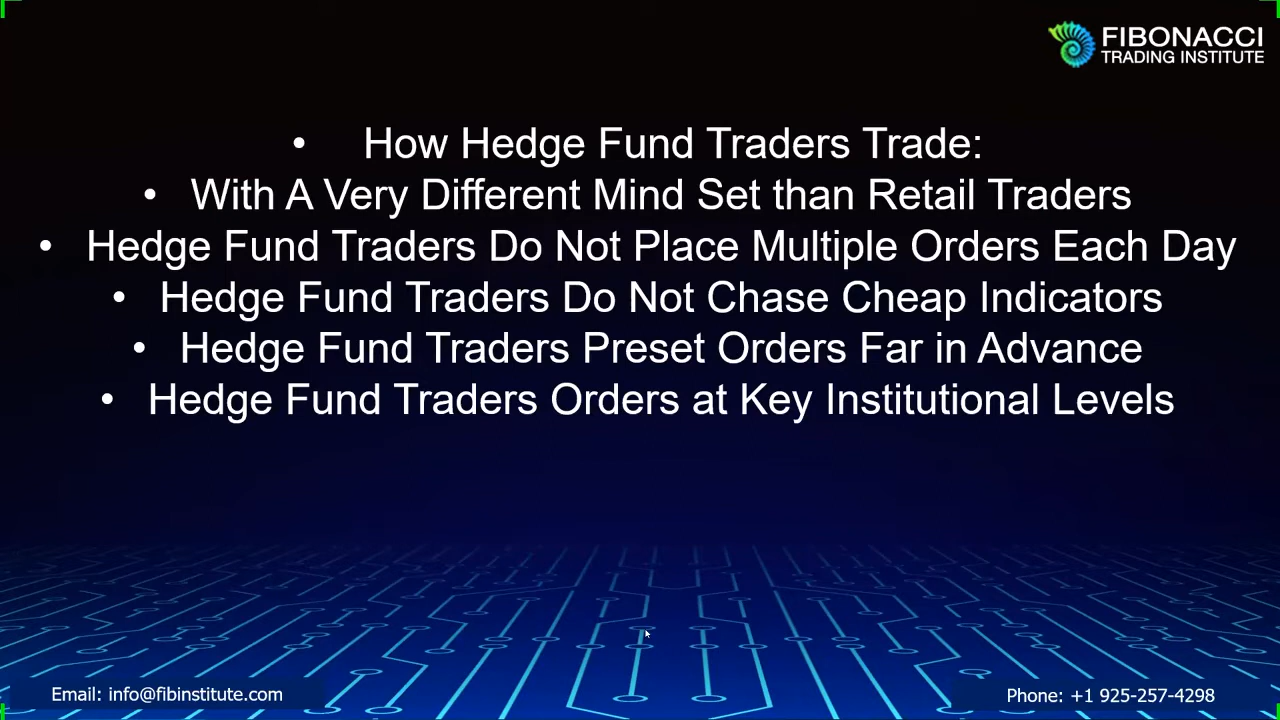 FIBONACCI
TRADING INSTITUTE
• How Hedge Fund Traders Trade:
• With A Very Different Mind Set than Retail Traders
• Hedge Fund Traders Do Not Place Multiple Orders Each Day
• Hedge Fund Traders Do Not Chase Cheap Indicators
• Hedge Fund Traders Preset Orders Far in Advance
• Hedge Fund Traders Orders at Key Institutional Levels
Email: info@fibinstitute.com
Phone: +1 925-257-4298